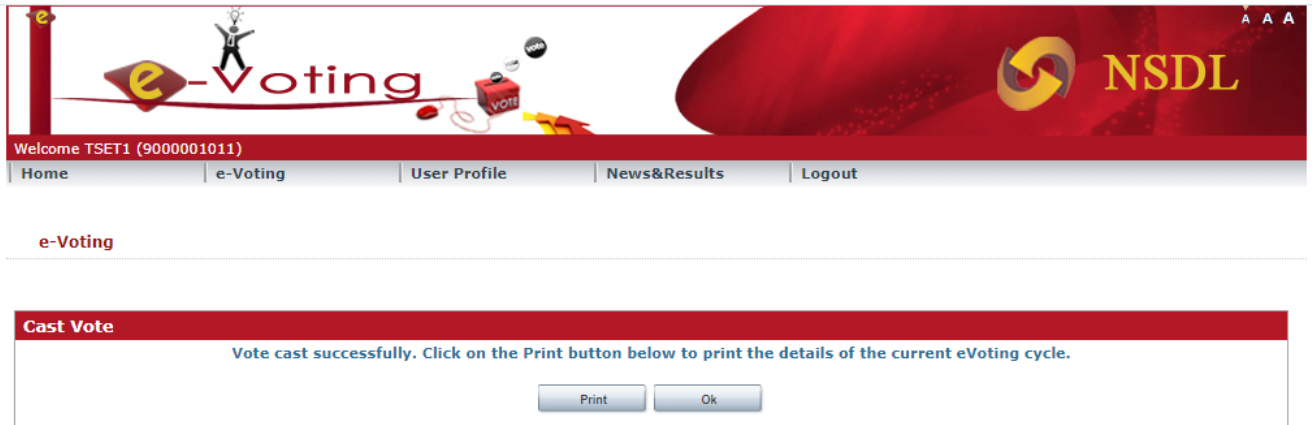 e
A A A
e-Voting
vote
VOTE
NSDL
Welcome TSET1 (9000001011)
Home e-Voting User Profile News&Results Logout
e-Voting
Cast Vote
Vote cast successfully. Click on the Print button below to print the details of the current eVoting cycle.
Print Ok